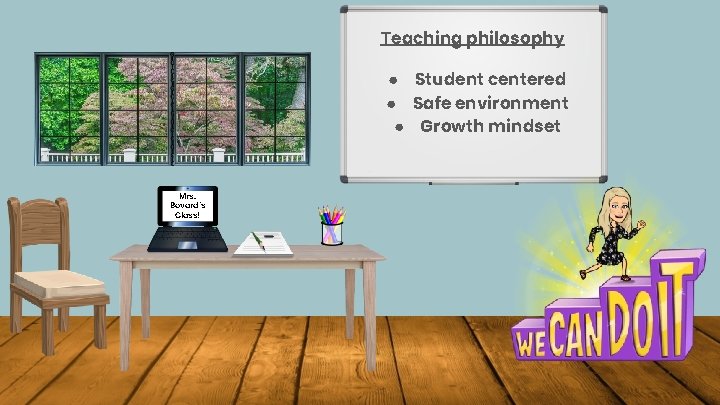 Teaching philosophy
● Student centered
● Safe environment
● Growth mindset
Mrs.
Bovard's
Class!
WE CAN DO IT